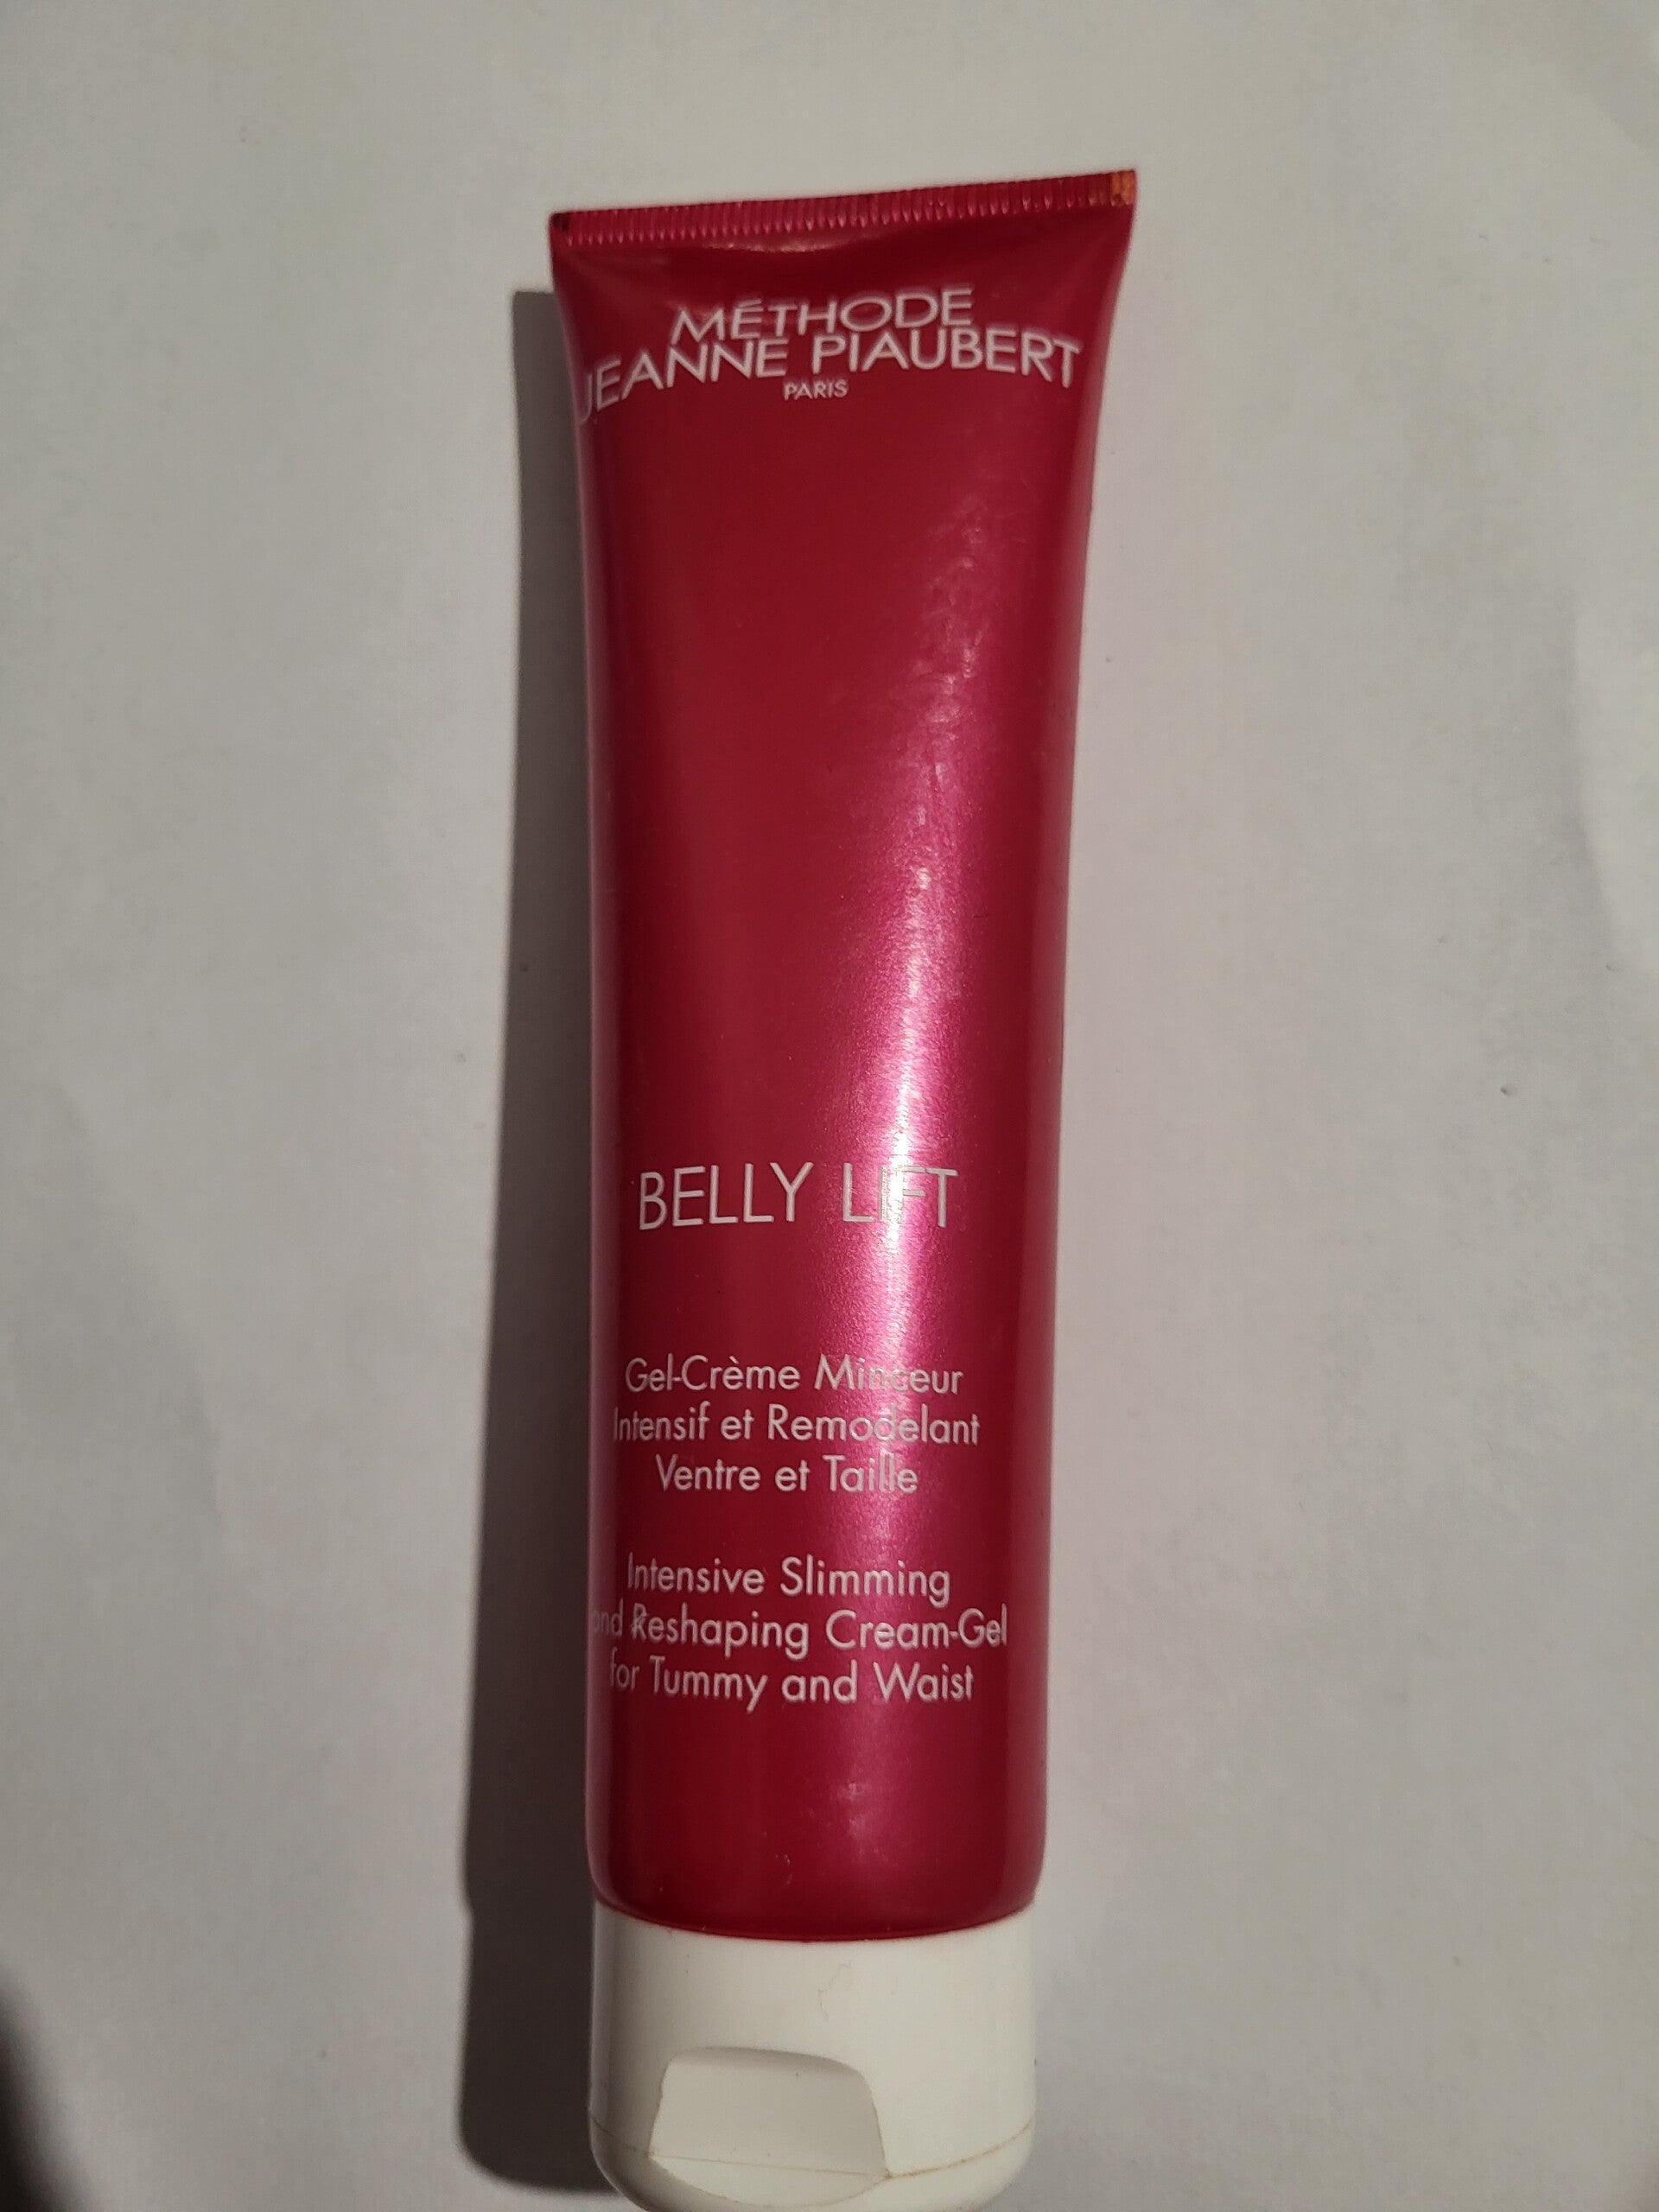 MÉTHODE
JEANNE PIAUBERT
PARIS
BELLY LIFT
Gel-Crème Minceur
Intensif et Remodelant
Ventre et Taille
Intensive Slimming
and Reshaping Cream-Gel
for Tummy and Waist